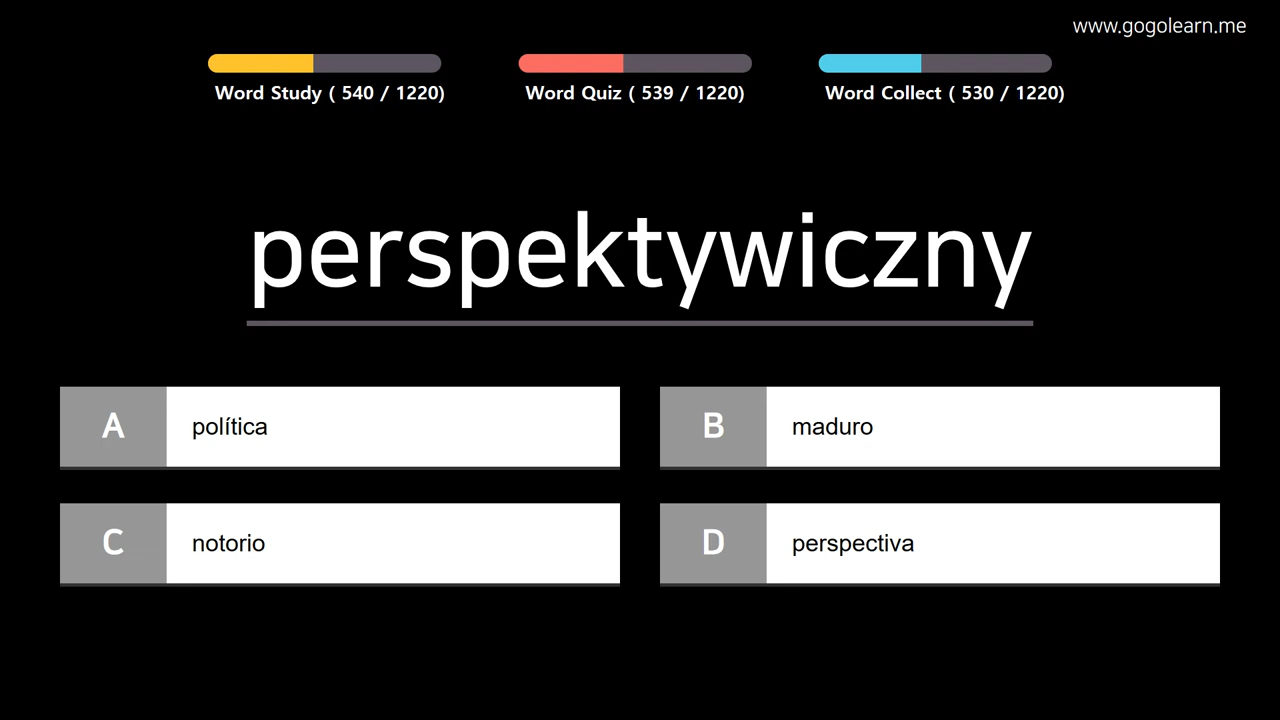 www.gogolearn.me
Word Study ( 540 / 1220)
Word Quiz ( 539 / 1220)
Word Collect ( 530 / 1220)
perspektywiczny
A política
B maduro
C notorio
D perspectiva